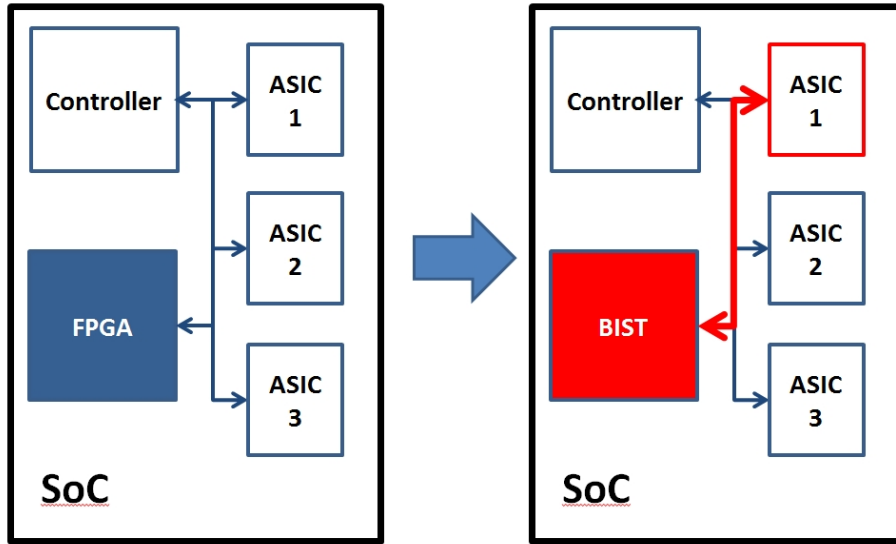 Controller
ASIC
1
ASIC
2
FPGA
ASIC
3
SoC
Controller
ASIC
1
ASIC
2
BIST
ASIC
3
SoC